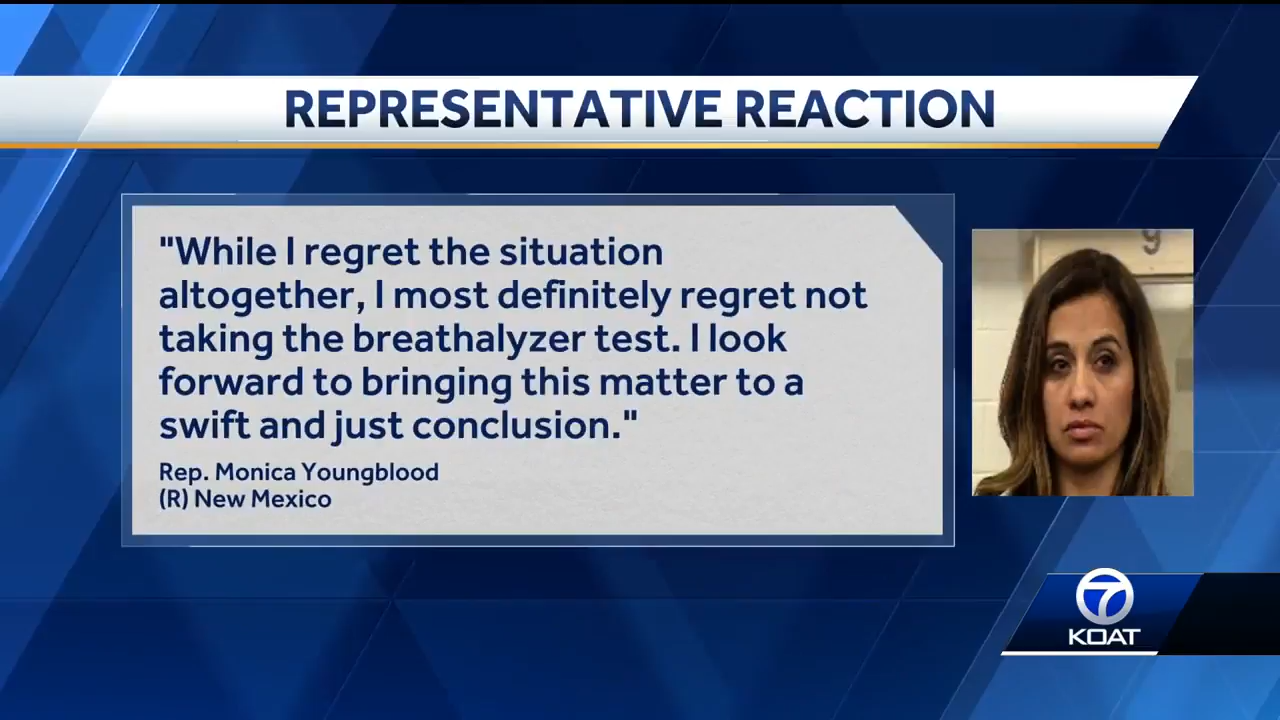 REPRESENTATIVE REACTION
"While I regret the situation
altogether, I most definitely regret not
taking the breathalyzer test. I look
forward to bringing this matter to a
swift and just conclusion."
Rep. Monica Youngblood
(R) New Mexico
9
7
KOAT